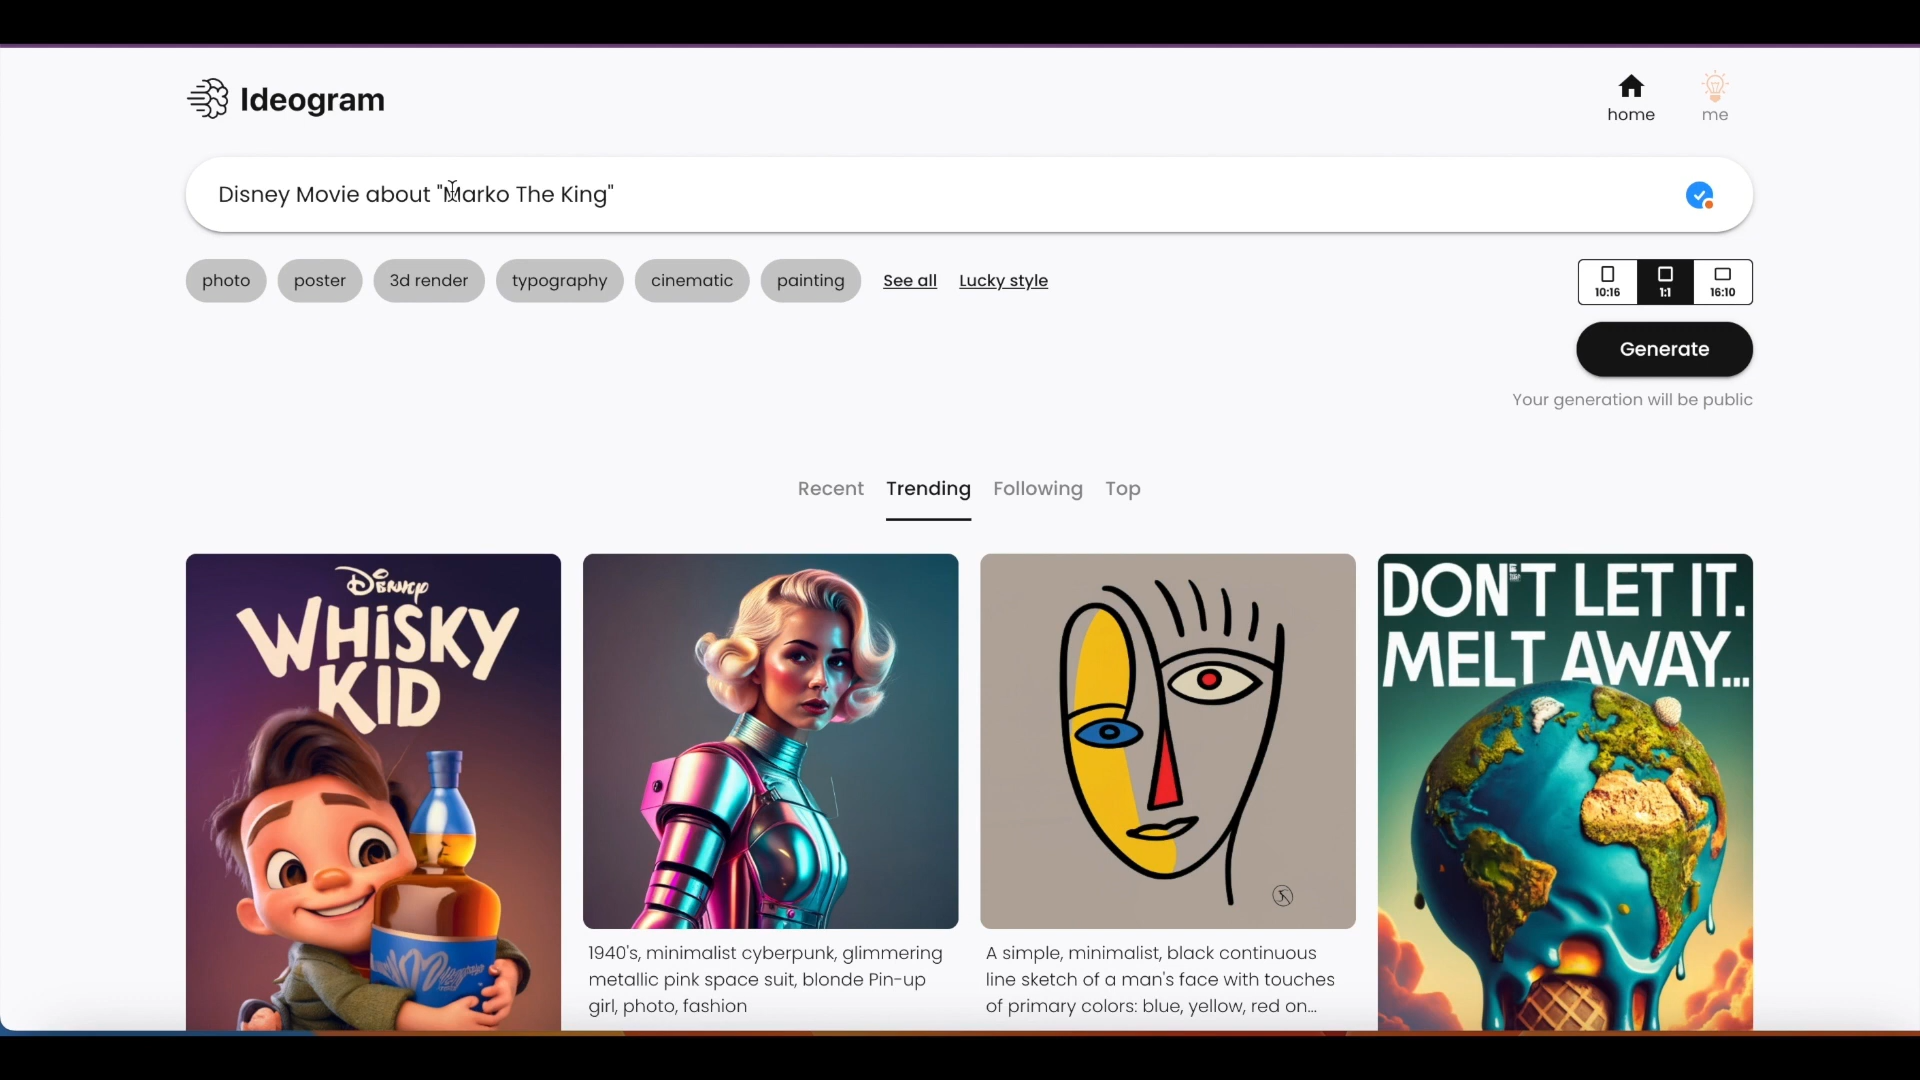 Ideogram
home
me
Disney Movie about "Marko The King"
photo
poster
3d render
typography
cinematic
painting
See all
Lucky style
10:16
1:1
16:10
Generate
Your generation will be public
Recent
Trending
Following
Top
WHISKY
KID
DON'T LET IT.
MELT AWAY...
1940's, minimalist cyberpunk, glimmering
metallic pink space suit, blonde Pin-up
girl, photo, fashion
A simple, minimalist, black continuous
line sketch of a man's face with touches
of primary colors: blue, yellow, red on...